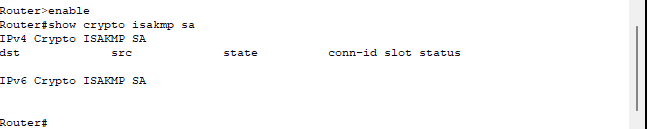 Router>enable
Router#show crypto isakmp sa
IPv4 Crypto ISAKMP SA
dst             src             state          conn-id slot status

IPv6 Crypto ISAKMP SA

Router#